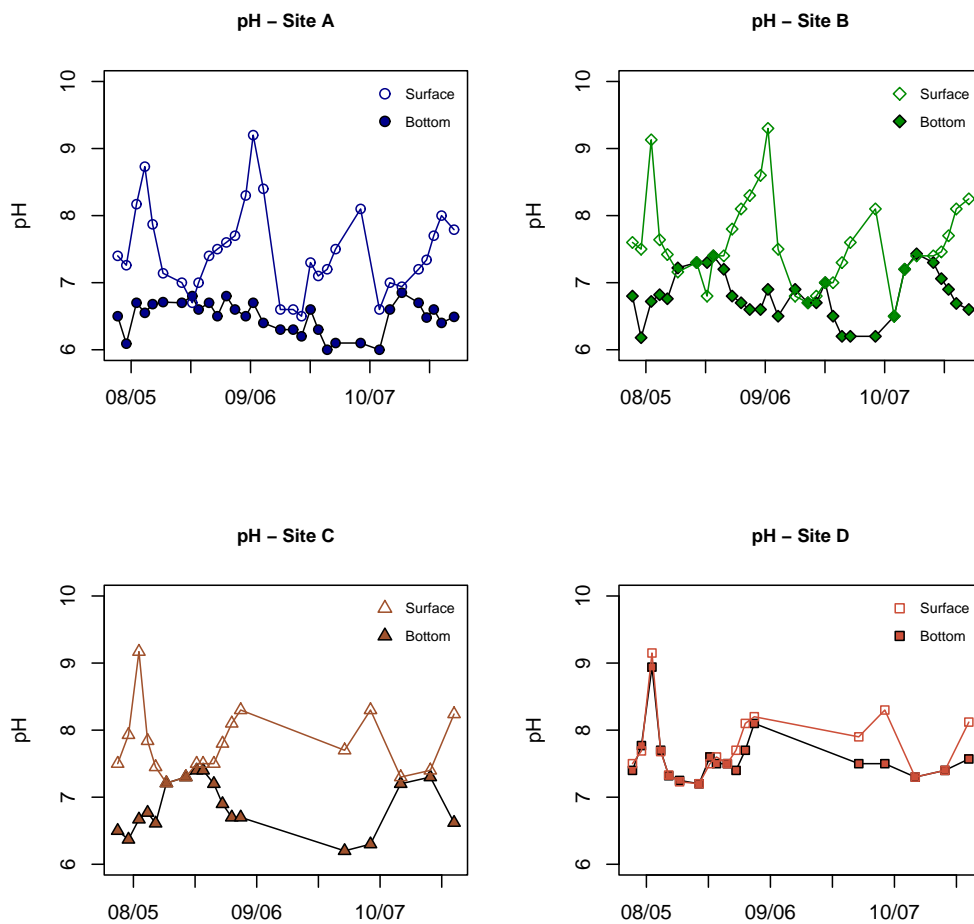 pH – Site A
pH
10
9
8
7
6
Surface
Bottom
08/05 09/06 10/07
pH – Site B
pH
10
9
8
7
6
Surface
Bottom
08/05 09/06 10/07
pH – Site C
pH
10
9
8
7
6
Surface
Bottom
08/05 09/06 10/07
pH – Site D
pH
10
9
8
7
6
Surface
Bottom
08/05 09/06 10/07